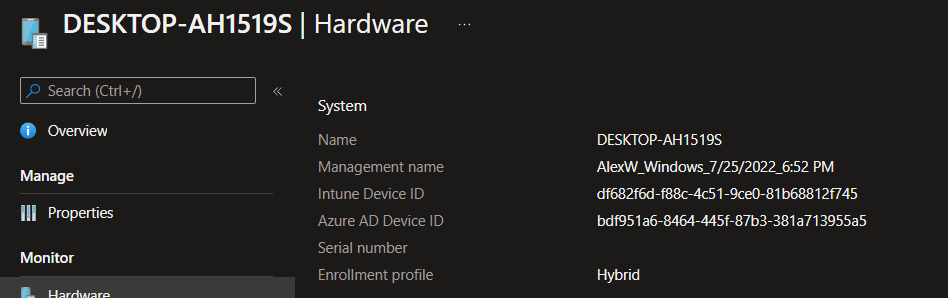 DESKTOP-AH1519S | Hardware ...
Search (Ctrl+/) «
Overview
Manage
Properties
Monitor
Hardware
System
Name DESKTOP-AH1519S
Management name AlexW_Windows_7/25/2022_6:52 PM
Intune Device ID df682f6d-f88c-4c51-9ce0-81b68812f745
Azure AD Device ID bdf951a6-8464-445f-87b3-381a713955a5
Serial number
Enrollment profile Hybrid